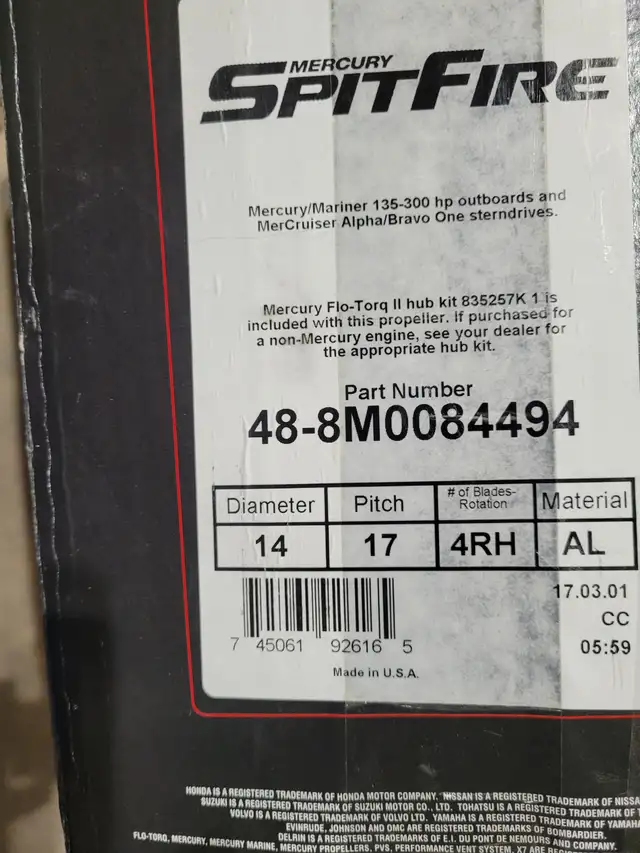 MERCURY
SPITFIRE
Mercury/Mariner 135-300 hp outboards and
MerCruiser Alpha/Bravo One sterndrives.
Mercury Flo-Torq II hub kit 835257K 1 is
included with this propeller. If purchased for
a non-Mercury engine, see your dealer for
the appropriate hub kit.
Part Number
48-8M0084494
Diameter Pitch # of Blades- Material
Rotation
14 17 4RH AL
17.03.01
CC
05:59
7 45061 92616 5
Made in U.S.A.
HONDA IS A REGISTERED TRADEMARK OF HONDA MOTOR COMPANY. NISSAN IS A REGISTERED TRADEMARK OF NISSA
SUZUKI IS A REGISTERED TRADEMARK OF SUZUKI MOTOR CO., LTD. TOHATSU IS A REGISTERED TRADEMARK OF T
VOLVO IS A REGISTERED TRADEMARK OF VOLVO LTD. YAMAHA IS A REGISTERED TRADEMARK OF YAMAHA
EVINRUDE, JOHNSON AND OMC ARE REGISTERED TRADEMARKS OF BOMBARDIER.
DELRIN IS A REGISTERED TRADEMARK OF E.I. DU PONT DE NEMOURS AND COMPANY.
FLO-TORQ, MERCURY, MERCURY MARINE, MERCURY PROPELLERS, PVS, PERFORMANCE VENT SYSTEM, X7 ARE